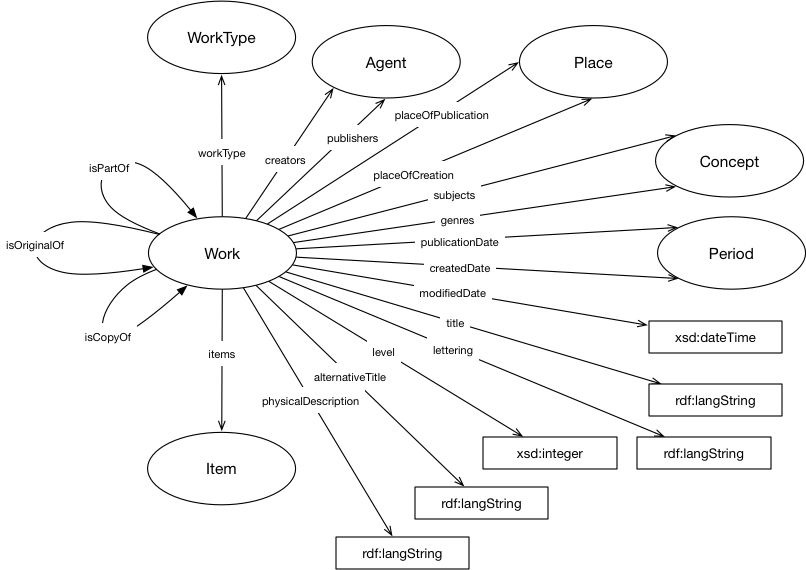 WorkType
Agent
Place
placeOfPublication
publishers
workType
creators
Concept
isPartOf
placeOfCreation
subjects
genres
publicationDate
isOriginalOf
Work
Period
createdDate
modifiedDate
title
isCopyOf
xsd:dateTime
items
level
lettering
alternativeTitle
physicalDescription
rdf:langString
xsd:integer
rdf:langString
Item
rdf:langString
rdf:langString